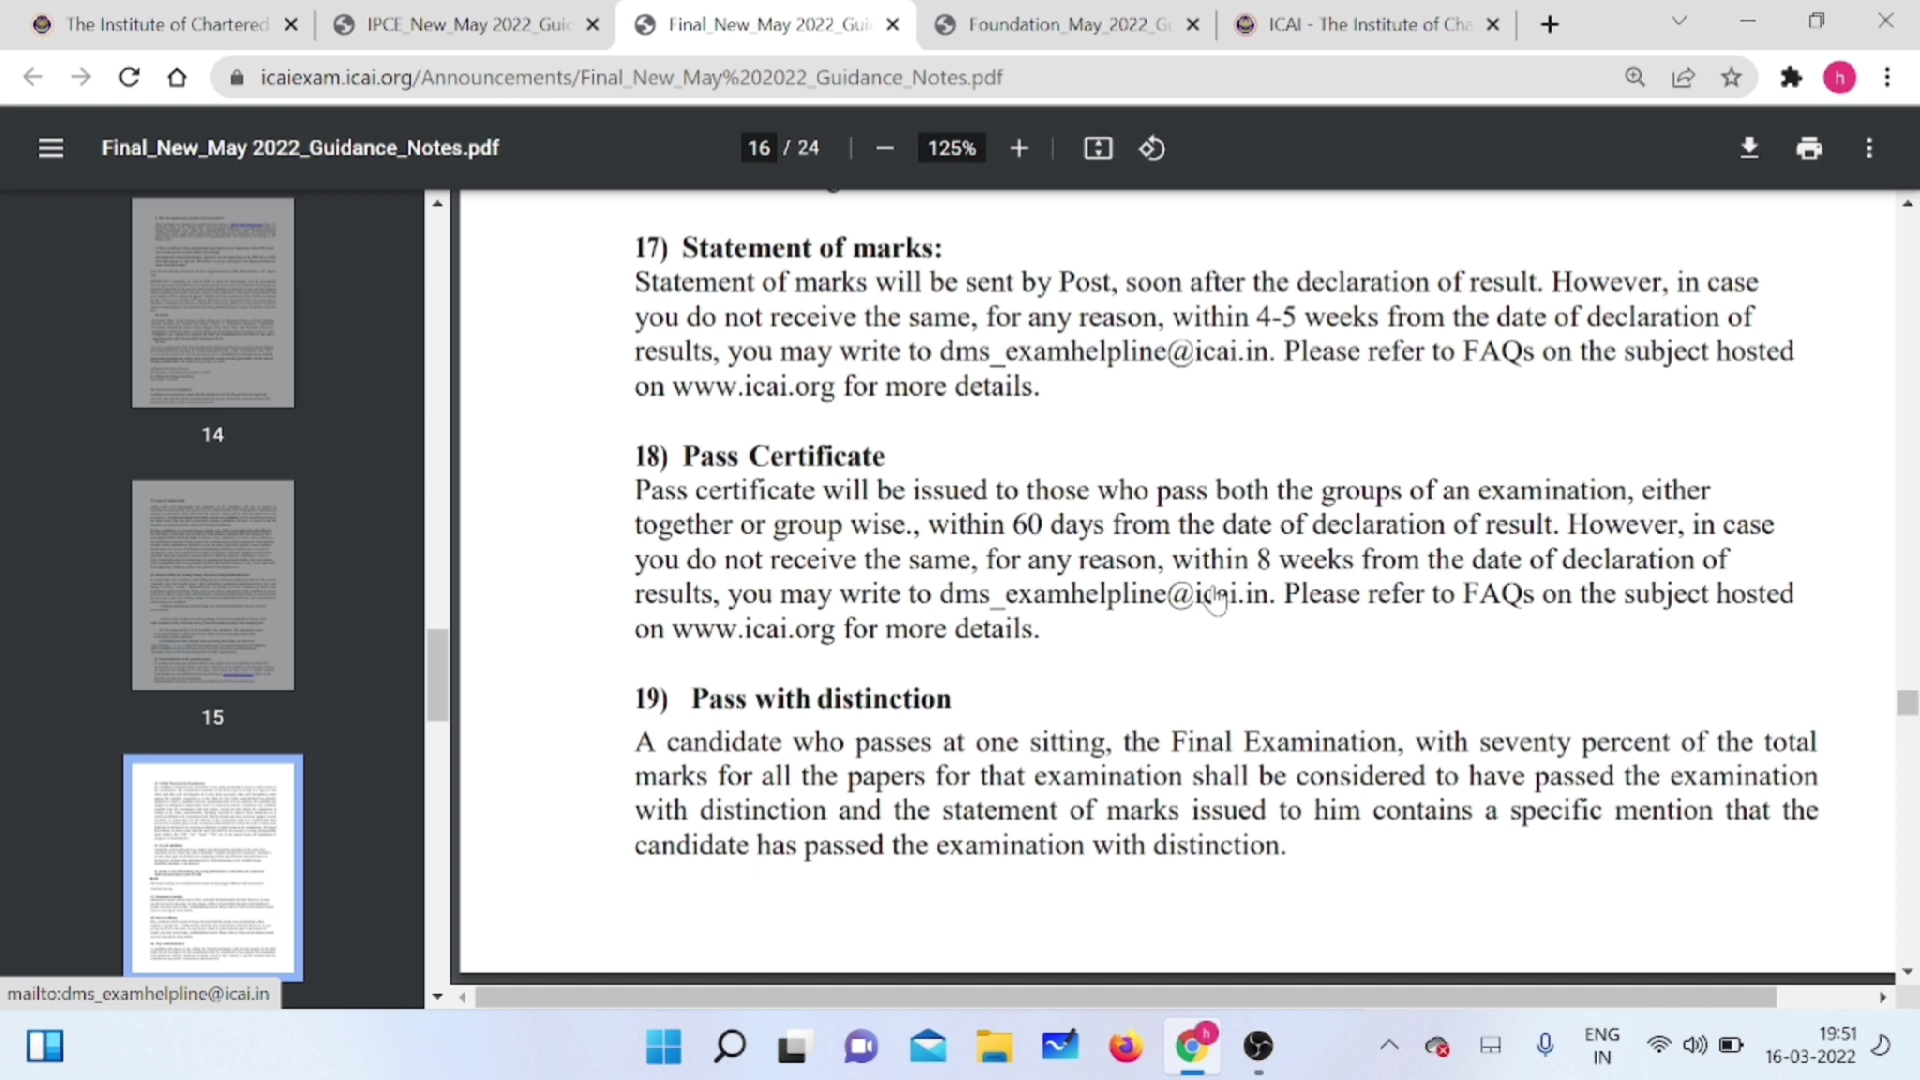 The Institute of Chartered
IPCE_New_May 2022_Guid
Final_New_May 2022_Guid
Foundation_May_2022_G
ICAI - The Institute of Cha
icaiexam.icai.org/Announcements/Final_New_May%202022_Guidance_Notes.pdf
h
Final_New_May 2022_Guidance_Notes.pdf
16 / 24
125%
14
15
17) Statement of marks:
Statement of marks will be sent by Post, soon after the declaration of result. However, in case
you do not receive the same, for any reason, within 4-5 weeks from the date of declaration of
results, you may write to dms_examhelpline@icai.in. Please refer to FAQs on the subject hosted
on www.icai.org for more details.
18) Pass Certificate
Pass certificate will be issued to those who pass both the groups of an examination, either
together or group wise., within 60 days from the date of declaration of result. However, in case
you do not receive the same, for any reason, within 8 weeks from the date of declaration of
results, you may write to dms_examhelpline@icai.in. Please refer to FAQs on the subject hosted
on www.icai.org for more details.
19) Pass with distinction
A candidate who passes at one sitting, the Final Examination, with seventy percent of the total
marks for all the papers for that examination shall be considered to have passed the examination
with distinction and the statement of marks issued to him contains a specific mention that the
candidate has passed the examination with distinction.
mailto:dms_examhelpline@icai.in
h
ENG
IN
19:51
16-03-2022